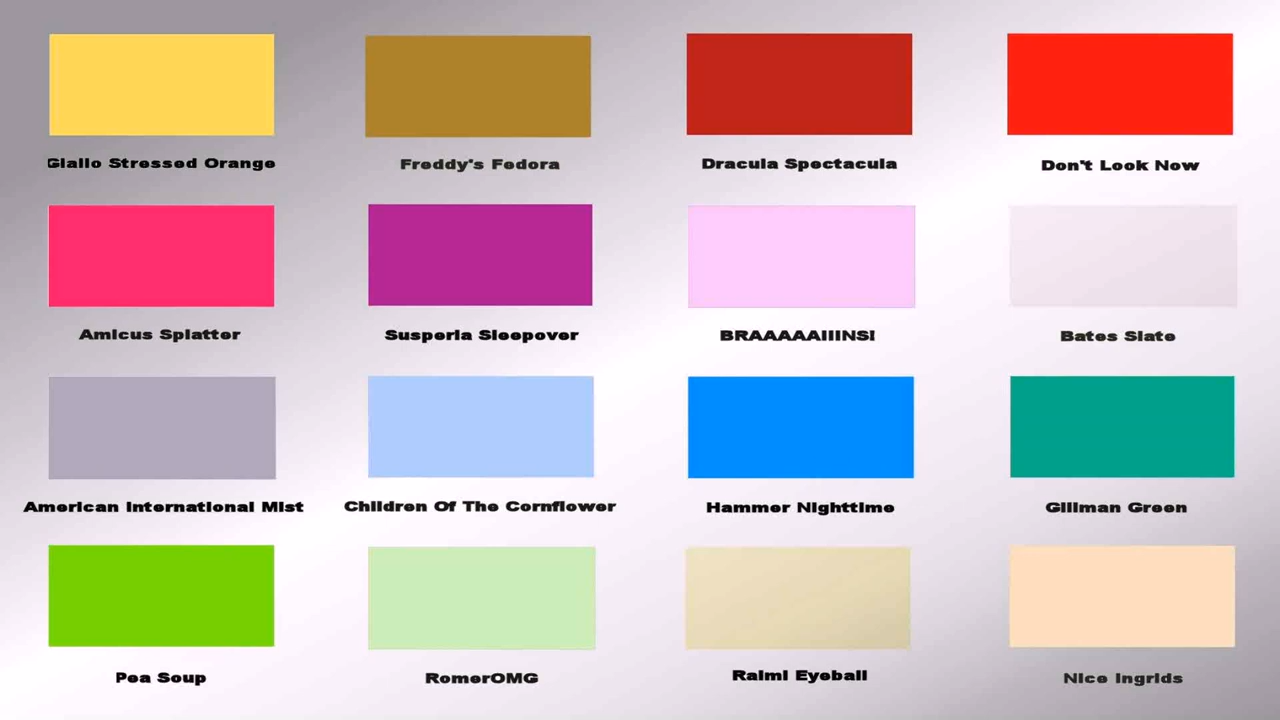 Giallo Stressed Orange
Freddy's Fedora
Dracula Spectacula
Don't Look Now
Amicus Splatter
Susperia Sleepover
BRAAAAAIIINS!
Bates Slate
American International Mist
Children Of The Cornflower
Hammer Nighttime
Gillman Green
Pea Soup
RomerOMG
Raimi Eyeball
Nice Ingrids